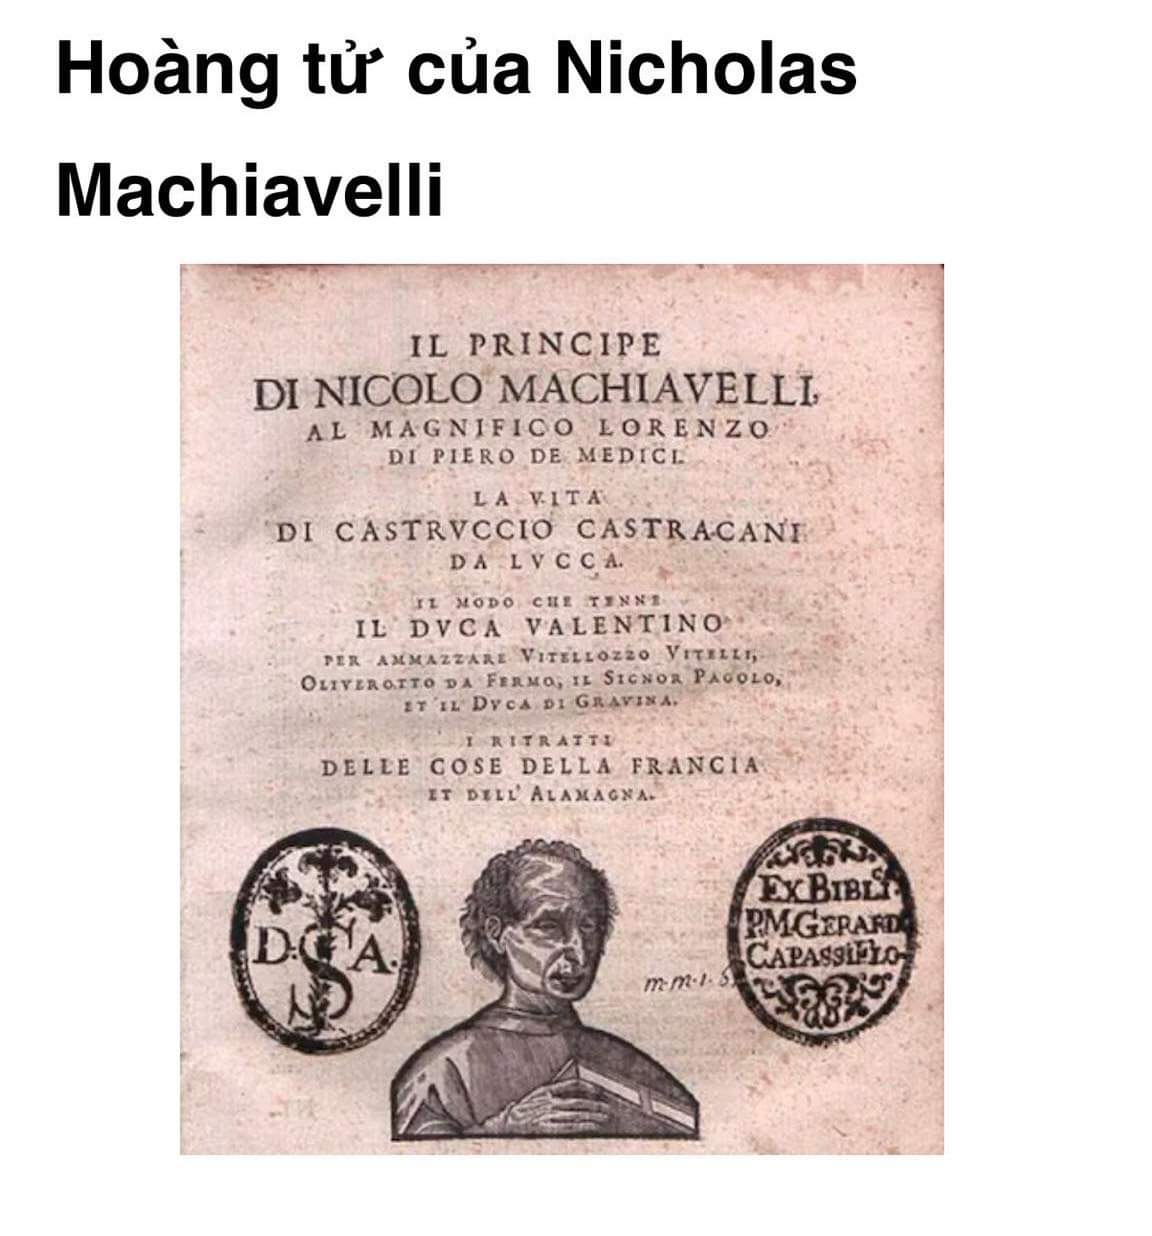 Hoàng tử của Nicholas
Machiavelli
IL PRINCIPE
DI NICOLO MACHIAVELLI,
AL MAGNIFICO LORENZO
DI PIERO DE MEDICI.
LA VITA
DI CASTRVCCIO CASTRACANI
DA LVCCA.
IL MODO CHE TENNE
IL DVCA VALENTINO
PER AMMAZZARE VITELLOZZO VITELLI,
OLIVEROTTO DA FERMO, IL SIGNOR PAGOLO,
ET IL DVCA DI GRAVINA.
I RITRATTI
DELLE COSE DELLA FRANCIA
ET DELL' ALAMAGNA.
D. S A.
EX BIBL
P.M.GERARD
CAPASSI FLO